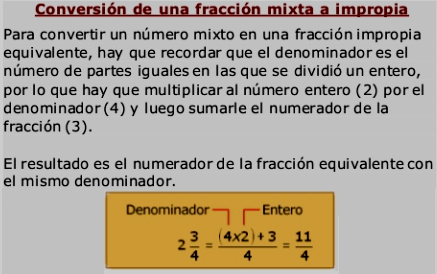 Conversión de una fracción mixta a impropia
Para convertir un número mixto en una fracción impropia
equivalente, hay que recordar que el denominador es el
número de partes iguales en las que se dividió un entero,
por lo que hay que multiplicar al número entero (2) por el
denominador (4) y luego sumarle el numerador de la
fracción (3).
El resultado es el numerador de la fracción equivalente con
el mismo denominador.
Denominador Entero
2 3/4 = (4x2) + 3 / 4 = 11/4